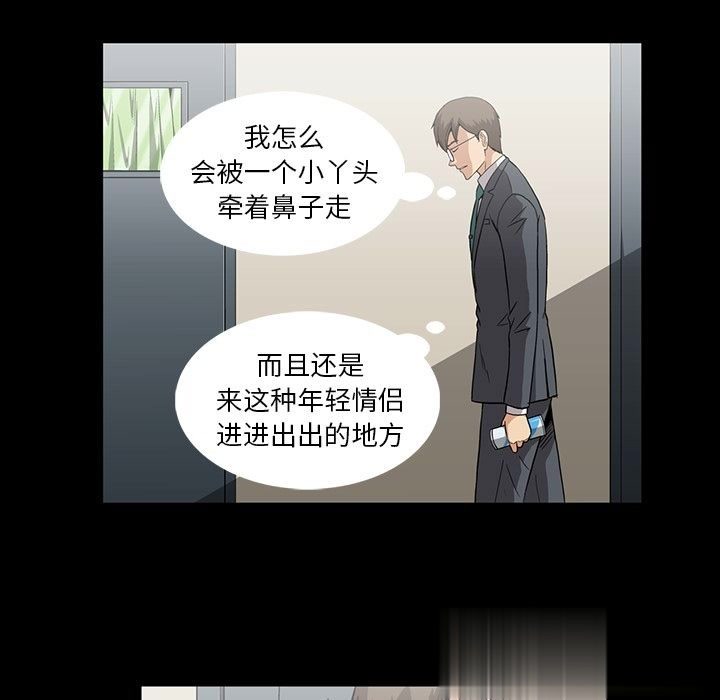 我怎么
会被一个小丫头
牵着鼻子走
而且还是
来这种年轻情侣
进进出出的地方